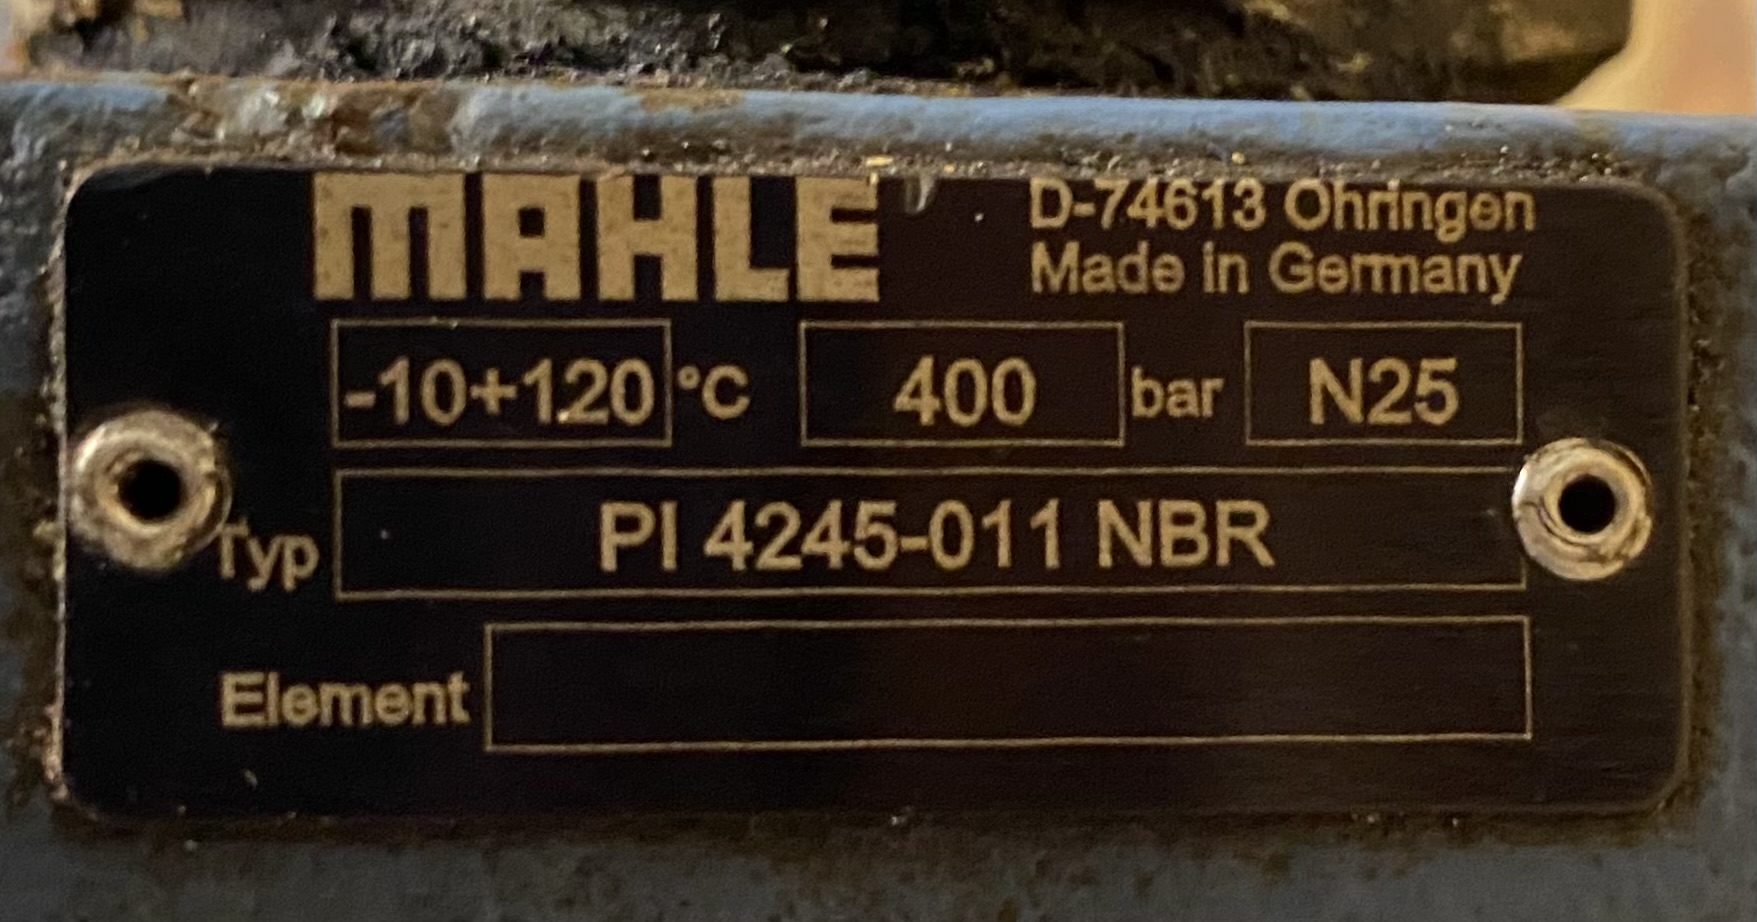 MAHLE
D-74613 Öhringen
Made in Germany
-10+120 °C 400 bar N25
Typ PI 4245-011 NBR
Element